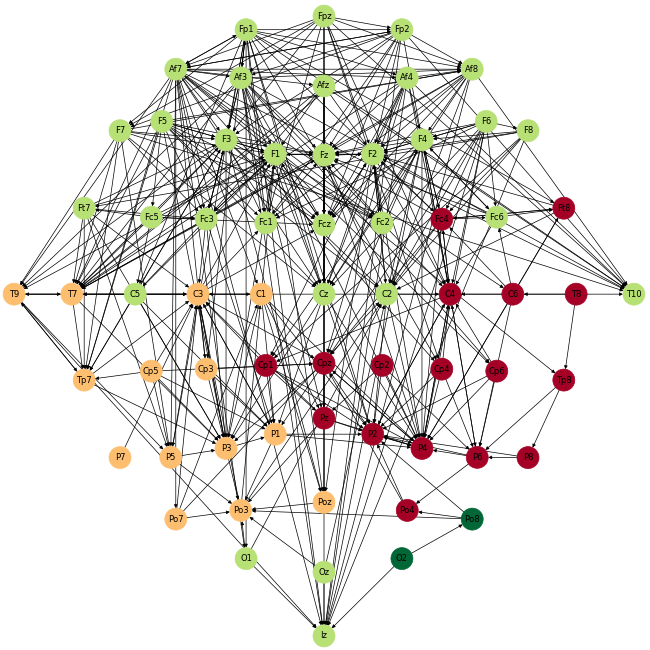 Fpz
Fp1 Fp2
Af7 Af3 Afz Af4 Af8
F7 F5 F3 F1 Fz F2 F4 F6 F8
Ft7 Fc5 Fc3 Fc1 Fcz Fc2 Fc4 Fc6 Ft8
T9 T7 C5 C3 C1 Cz C2 C4 C6 T8 T10
Tp7 Cp5 Cp3 Cp1 Cpz Cp2 Cp4 Cp6 Tp8
P7 P5 P3 P1 Pz P2 P4 P6 P8
Po7 Po3 Poz Po4 Po8
O1 Oz O2
Iz